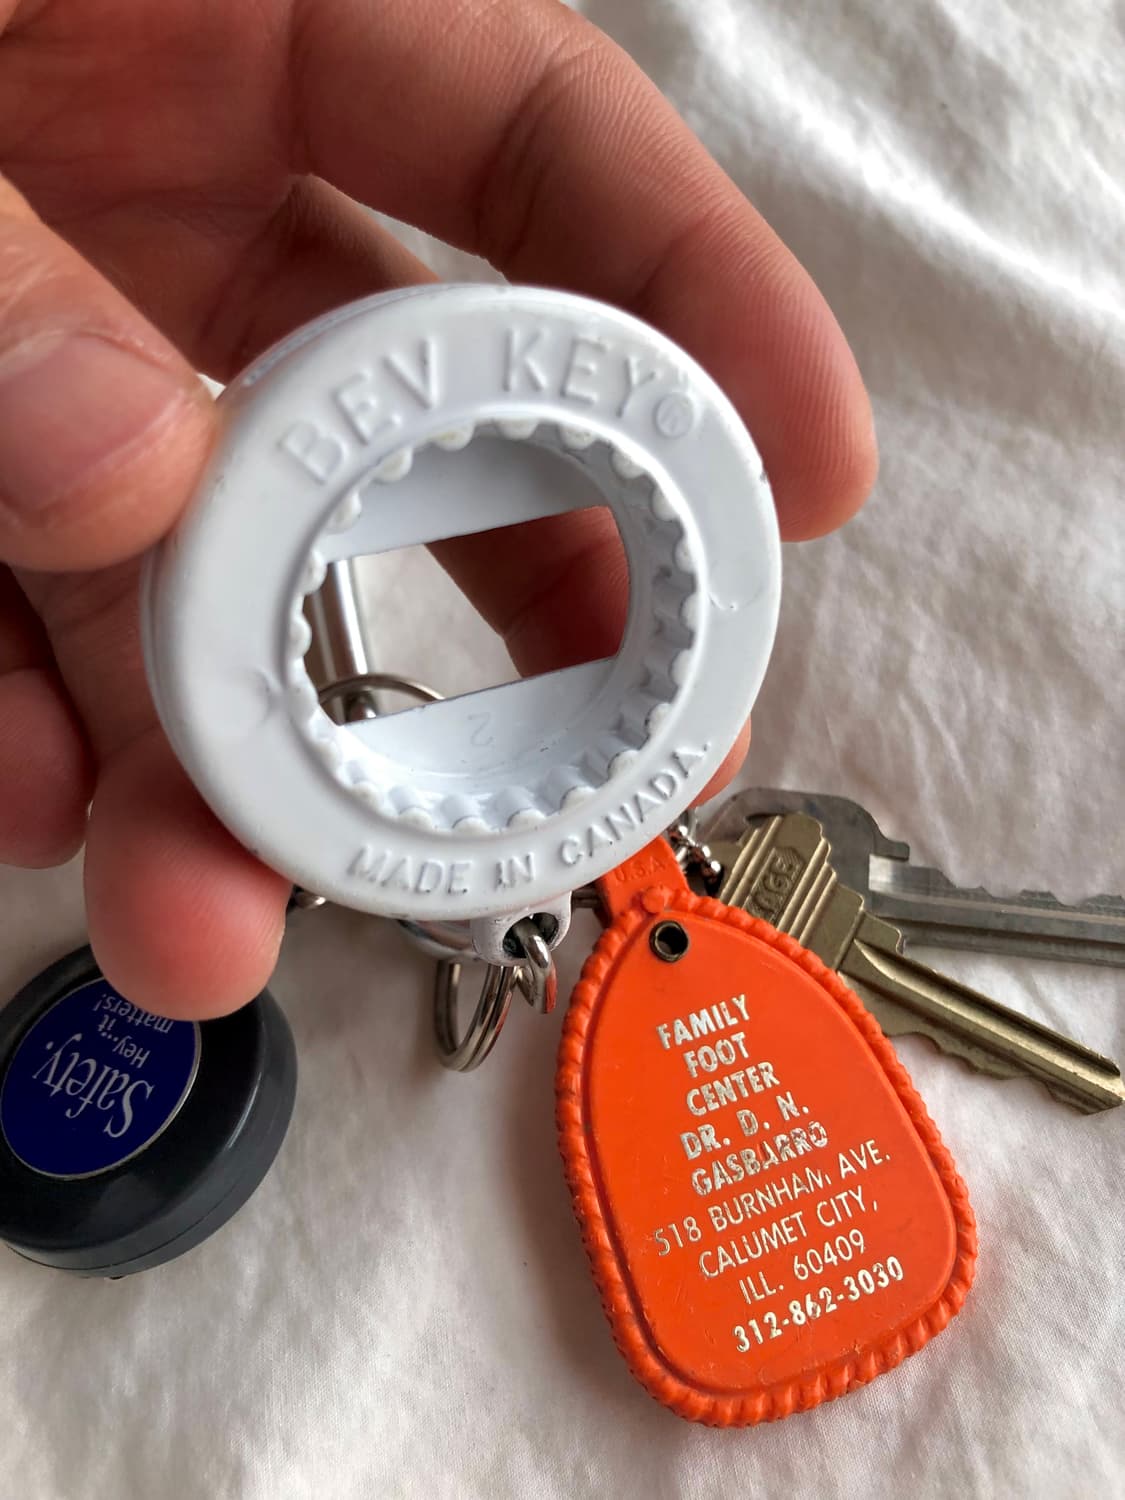 BEV KEY®
2
MADE IN CANADA.
U.S.A
FAMILY
FOOT
CENTER
DR. D. N.
GASBARRO
518 BURNHAM AVE.
CALUMET CITY,
ILL. 60409
312-862-3030
Safety.
Hey...it
matters!